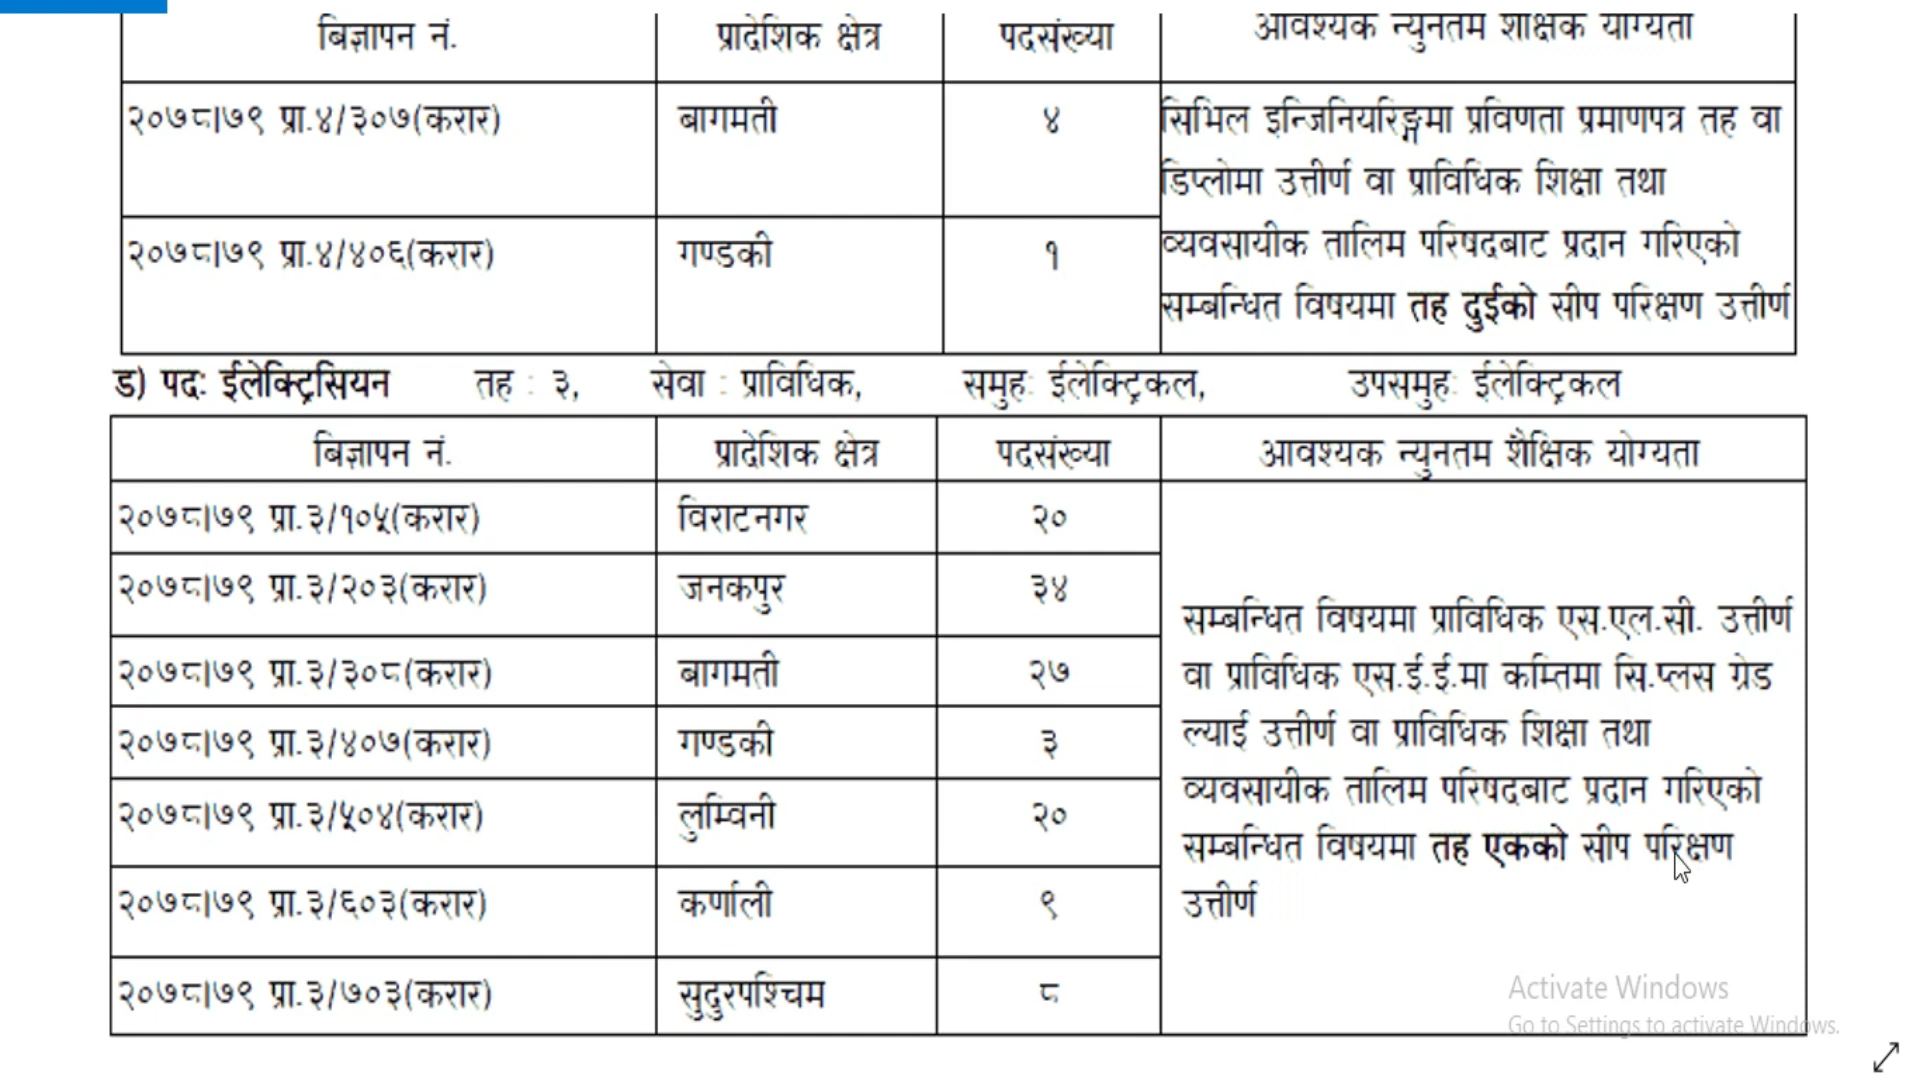 बिज्ञापन नं. प्रादेशिक क्षेत्र पदसंख्या आवश्यक न्युनतम शैक्षिक योग्यता
२०७८।७९ प्रा.४/३०७(करार) बागमती ४
सिभिल इन्जिनियरिङ्गमा प्रविणता प्रमाणपत्र तह वा
डिप्लोमा उत्तीर्ण वा प्राविधिक शिक्षा तथा
व्यवसायीक तालिम परिषदबाट प्रदान गरिएको
सम्बन्धित विषयमा तह दुईको सीप परिक्षण उत्तीर्ण
२०७८।७९ प्रा.४/४०६(करार) गण्डकी १
ड) पद: ईलेक्ट्रिसियन तह : ३, सेवा : प्राविधिक, समुह: ईलेक्ट्रिकल, उपसमुह: ईलेक्ट्रिकल
बिज्ञापन नं. प्रादेशिक क्षेत्र पदसंख्या आवश्यक न्युनतम शैक्षिक योग्यता
२०७८।७९ प्रा.३/१०५(करार) विराटनगर २०
२०७८।७९ प्रा.३/२०३(करार) जनकपुर ३४
२०७८।७९ प्रा.३/३०८(करार) बागमती २७
२०७८।७९ प्रा.३/४०७(करार) गण्डकी ३
२०७८।७९ प्रा.३/५०४(करार) लुम्विनी २०
२०७८।७९ प्रा.३/६०३(करार) कर्णाली ९
२०७८।७९ प्रा.३/७०३(करार) सुदुरपश्चिम ८
सम्बन्धित विषयमा प्राविधिक एस.एल.सी. उत्तीर्ण
वा प्राविधिक एस.ई.ई.मा कम्तिमा सि.प्लस ग्रेड
ल्याई उत्तीर्ण वा प्राविधिक शिक्षा तथा
व्यवसायीक तालिम परिषदबाट प्रदान गरिएको
सम्बन्धित विषयमा तह एकको सीप परिक्षण
उत्तीर्ण
Activate Windows
Go to Settings to activate Windows.